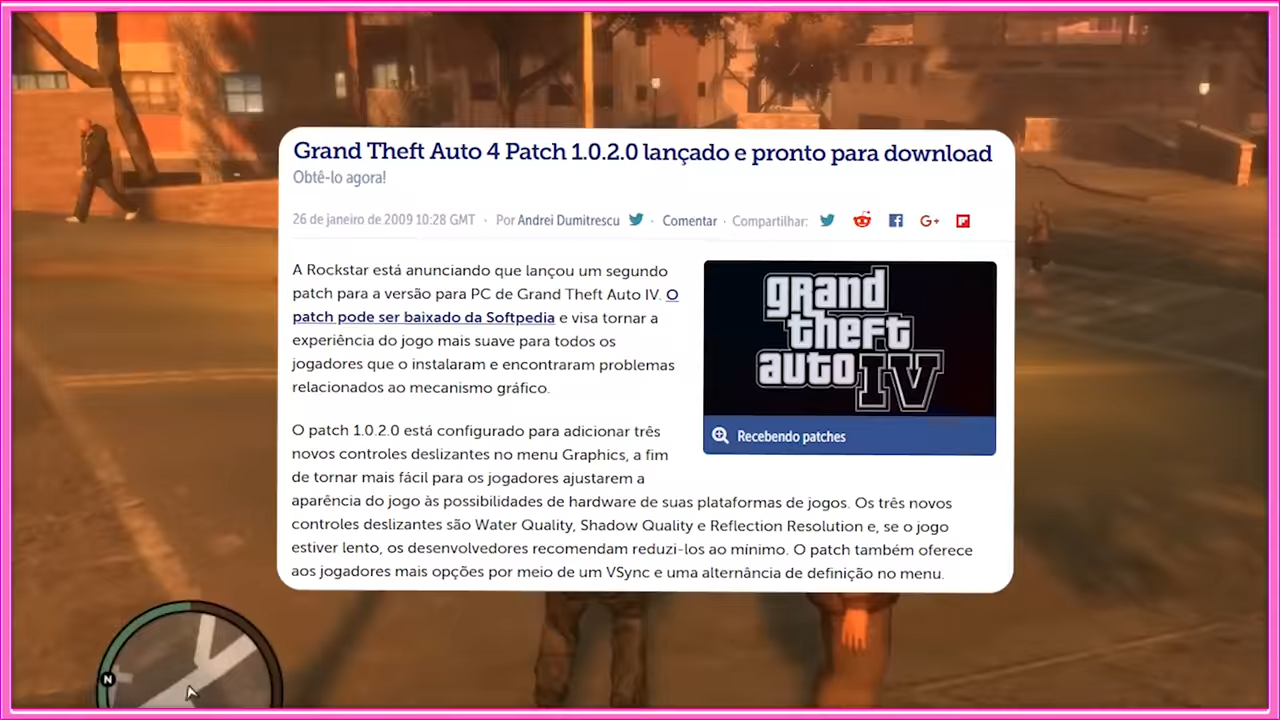 Grand Theft Auto 4 Patch 1.0.2.0 lançado e pronto para download
Obtê-lo agora!
26 de janeiro de 2009 10:28 GMT · Por Andrei Dumitrescu · Comentar · Compartilhar: G+
A Rockstar está anunciando que lançou um segundo
patch para a versão para PC de Grand Theft Auto IV. O
patch pode ser baixado da Softpedia e visa tornar a
experiência do jogo mais suave para todos os
jogadores que o instalaram e encontraram problemas
relacionados ao mecanismo gráfico.
grand
theft
auto IV
Recebendo patches
O patch 1.0.2.0 está configurado para adicionar três
novos controles deslizantes no menu Graphics, a fim
de tornar mais fácil para os jogadores ajustarem a
aparência do jogo às possibilidades de hardware de suas plataformas de jogos. Os três novos
controles deslizantes são Water Quality, Shadow Quality e Reflection Resolution e, se o jogo
estiver lento, os desenvolvedores recomendam reduzi-los ao mínimo. O patch também oferece
aos jogadores mais opções por meio de um VSync e uma alternância de definição no menu.
N